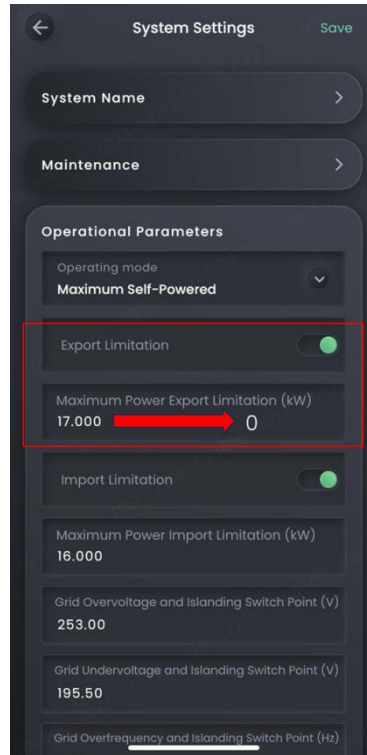 System Settings Save
System Name
Maintenance
Operational Parameters
Operating mode
Maximum Self-Powered
Export Limitation
Maximum Power Export Limitation (kW)
17.000 0
Import Limitation
Maximum Power Import Limitation (kW)
16.000
Grid Overvoltage and Islanding Switch Point (V)
253.00
Grid Undervoltage and Islanding Switch Point (V)
195.50
Grid Overfrequency and Islanding Switch Point (Hz)